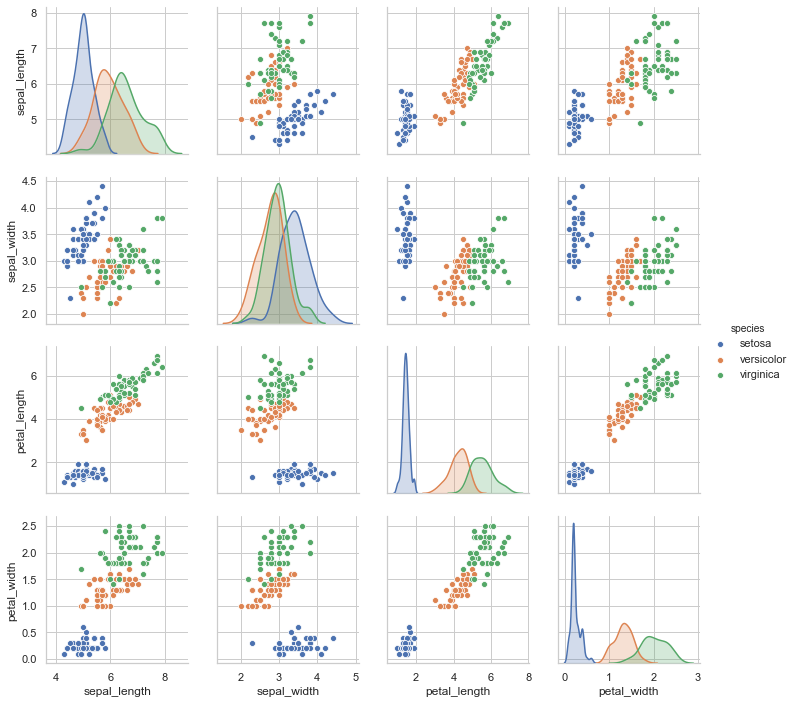 sepal_length
8
7
6
5
sepal_width
4.5
4.0
3.5
3.0
2.5
2.0
species
setosa
versicolor
virginica
petal_length
6
4
2
petal_width
2.5
2.0
1.5
1.0
0.5
0.0
4 6 8
2 3 4 5
2 4 6 8
0 1 2 3
sepal_length sepal_width petal_length petal_width